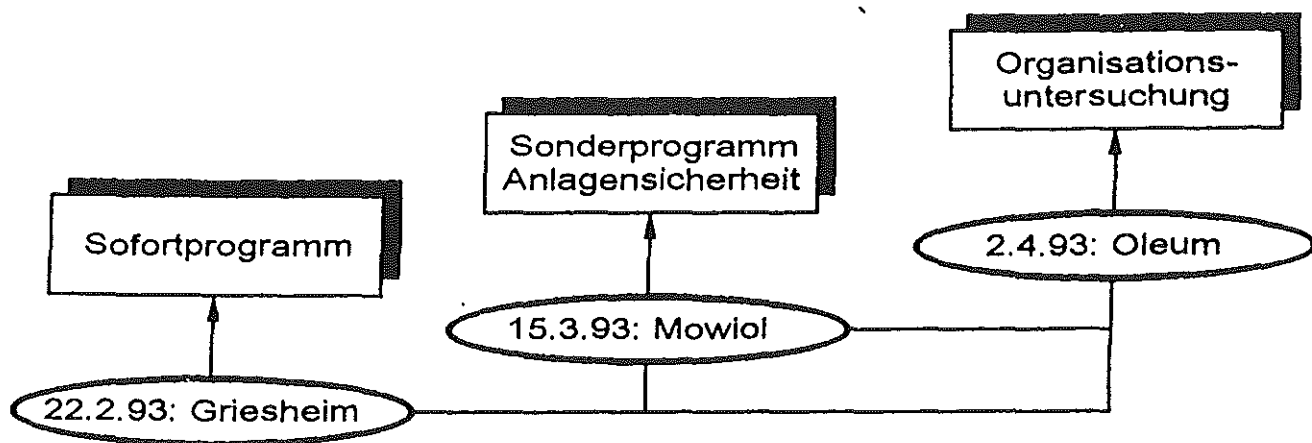 Organisations-
untersuchung
Sonderprogramm
Anlagensicherheit
Sofortprogramm
2.4.93: Oleum
15.3.93: Mowiol
22.2.93: Griesheim